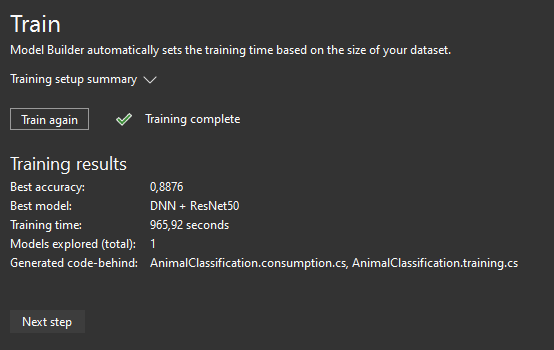 Train
Model Builder automatically sets the training time based on the size of your dataset.
Training setup summary
Train again
Training complete
Training results
Best accuracy: 0,8876
Best model: DNN + ResNet50
Training time: 965,92 seconds
Models explored (total): 1
Generated code-behind: AnimalClassification.consumption.cs, AnimalClassification.training.cs
Next step